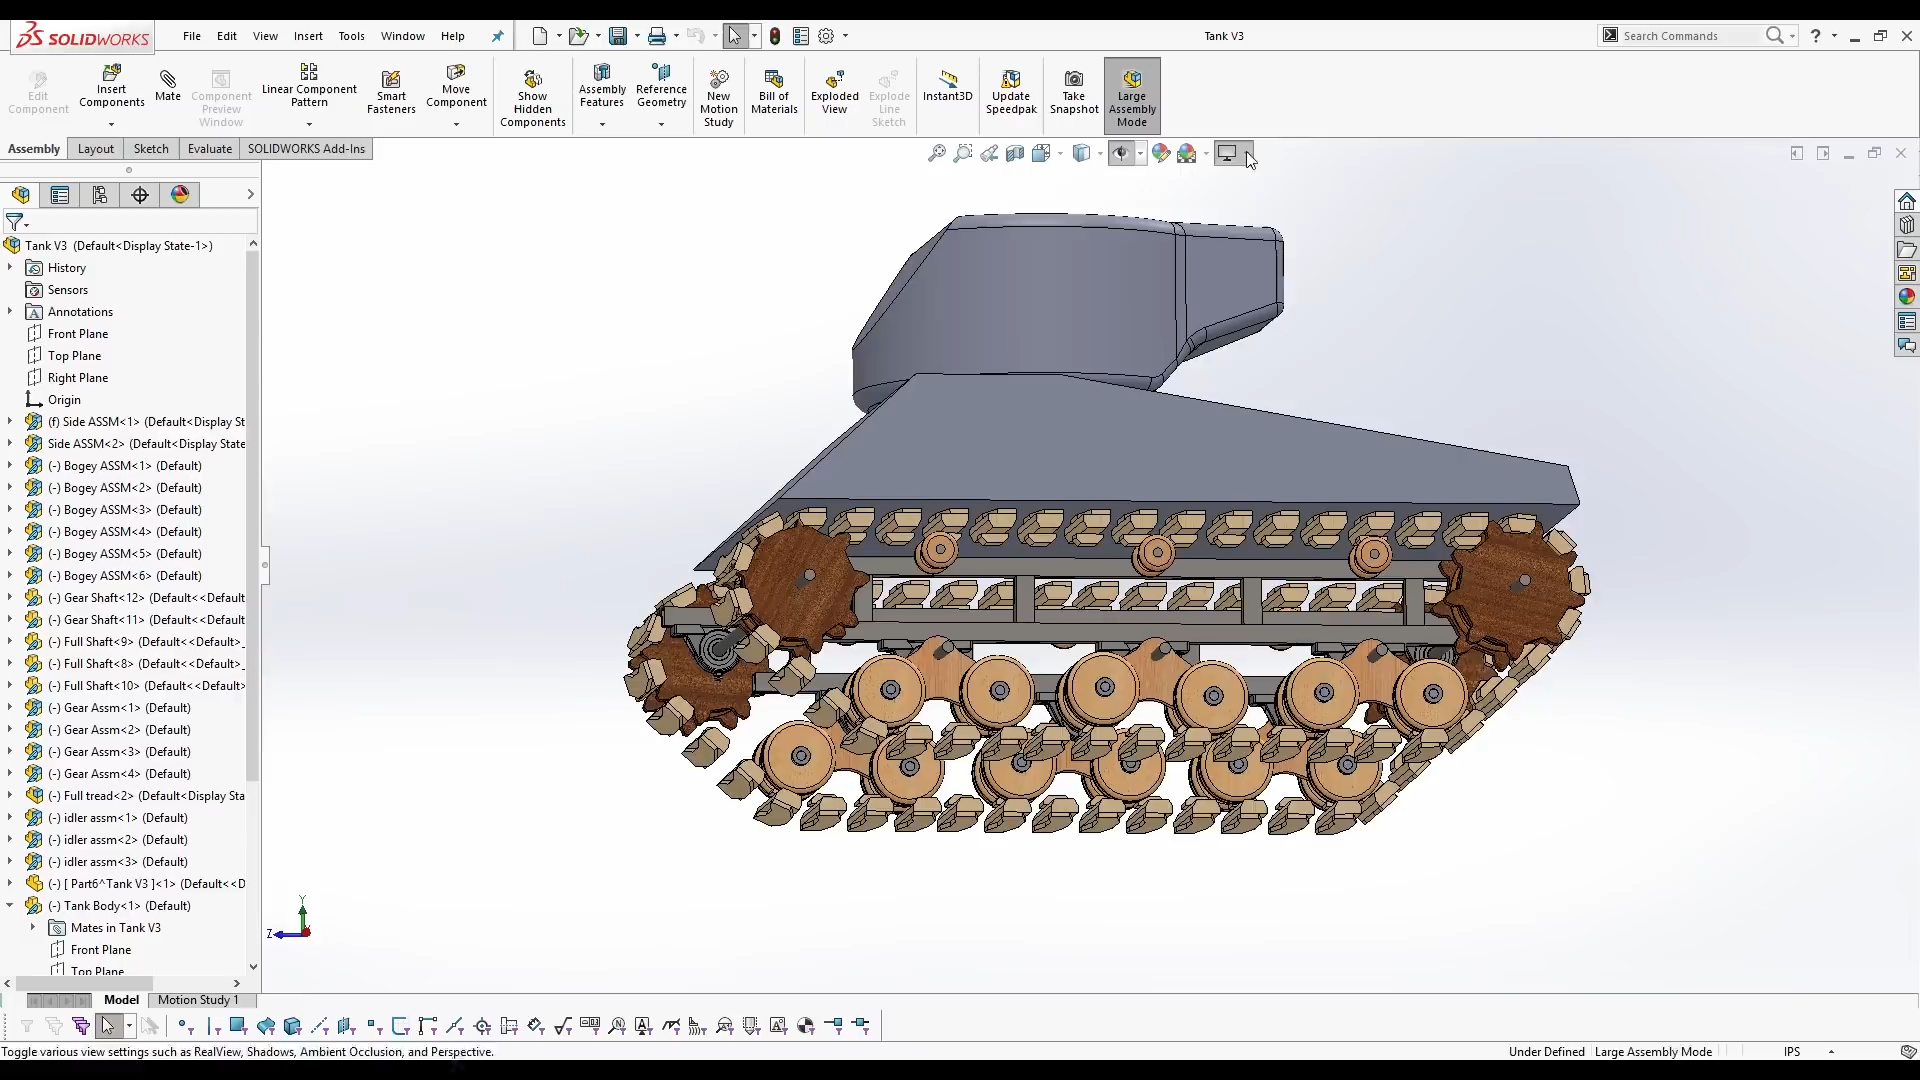 SOLIDWORKS
File Edit View Insert Tools Window Help
Tank V3
Search Commands
Edit Component
Insert Components
Mate
Component Preview Window
Linear Component Pattern
Smart Fasteners
Move Component
Show Hidden Components
Assembly Features
Reference Geometry
New Motion Study
Bill of Materials
Exploded View
Explode Line Sketch
Instant3D
Update Speedpak
Take Snapshot
Large Assembly Mode
Assembly Layout Sketch Evaluate SOLIDWORKS Add-Ins
Tank V3 (Default<Display State-1>)
History
Sensors
Annotations
Front Plane
Top Plane
Right Plane
Origin
(f) Side ASSM<1> (Default<Display St
Side ASSM<2> (Default<Display State
(-) Bogey ASSM<1> (Default)
(-) Bogey ASSM<2> (Default)
(-) Bogey ASSM<3> (Default)
(-) Bogey ASSM<4> (Default)
(-) Bogey ASSM<5> (Default)
(-) Bogey ASSM<6> (Default)
(-) Gear Shaft<12> (Default<<Default
(-) Gear Shaft<11> (Default<<Default
(-) Full Shaft<9> (Default<<Default>_
(-) Full Shaft<8> (Default<<Default>_
(-) Full Shaft<10> (Default<<Default>
(-) Gear Assm<1> (Default)
(-) Gear Assm<2> (Default)
(-) Gear Assm<3> (Default)
(-) Gear Assm<4> (Default)
(-) Full tread<2> (Default<Display Sta
(-) idler assm<1> (Default)
(-) idler assm<2> (Default)
(-) idler assm<3> (Default)
(-) [ Part6^Tank V3 ]<1> (Default<<D
(-) Tank Body<1> (Default)
Mates in Tank V3
Front Plane
Top Plane
Y
Z
Model Motion Study 1
Toggle various view settings such as RealView, Shadows, Ambient Occlusion, and Perspective.
Under Defined Large Assembly Mode IPS